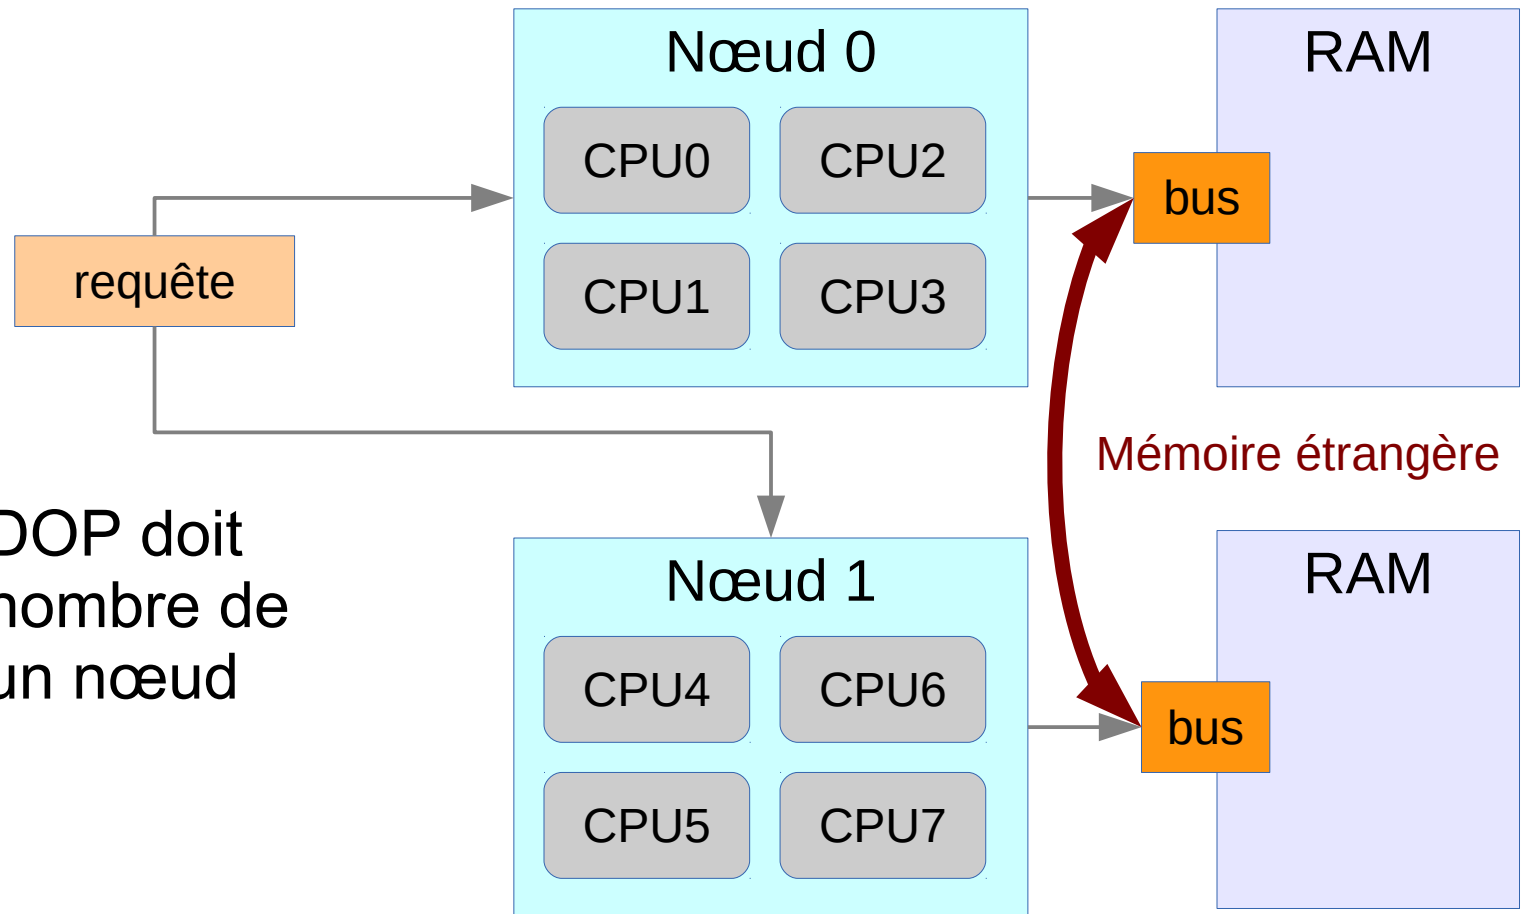 Nœud 0
RAM
CPU0
CPU2
bus
requête
CPU1
CPU3
Mémoire étrangère
DOP doit
nombre de
un nœud
Nœud 1
RAM
CPU4
CPU6
bus
CPU5
CPU7